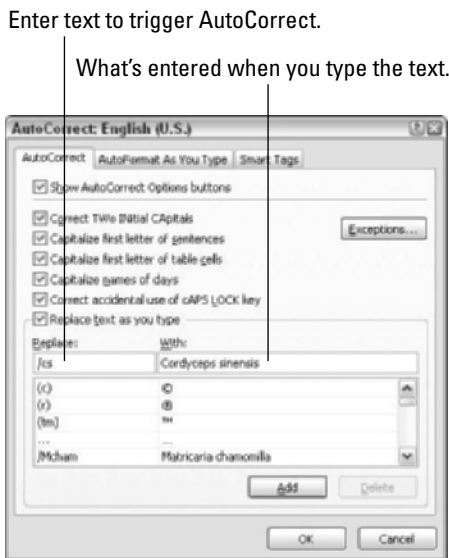 Enter text to trigger AutoCorrect.
What's entered when you type the text.
AutoCorrect: English (U.S.)
AutoCorrect AutoFormat As You Type Smart Tags
Show AutoCorrect Options buttons
Correct TWo INitial CApitals
Exceptions...
Capitalize first letter of sentences
Capitalize first letter of table cells
Capitalize names of days
Correct accidental use of cAPS LOCK key
Replace text as you type
Replace: With:
/cs Cordyceps sinensis
(c) ©
(r) ®
(tm) ™
... ...
/Mcham Matricaria chamomilla
Add Delete
OK Cancel